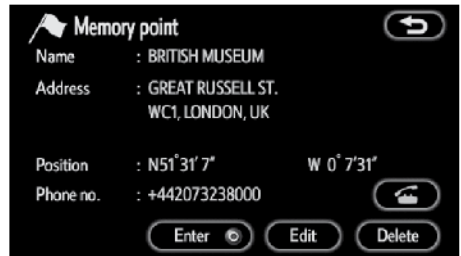 Memory point
Name : BRITISH MUSEUM
Address : GREAT RUSSELL ST.
WC1, LONDON, UK
Position : N51°31'7" W 0°7'31"
Phone no. : +442073238000
Enter Edit Delete